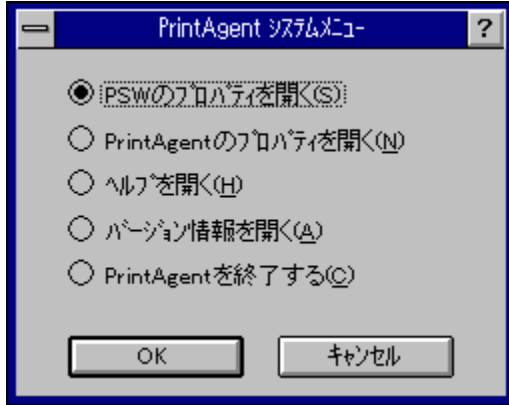 PrintAgent ｼｽﾃﾑﾒﾆｭｰ
?
PSWのﾌﾟﾛﾊﾟﾃｨを開く(S)
PrintAgentのﾌﾟﾛﾊﾟﾃｨを開く(N)
ﾍﾙﾌﾟを開く(H)
ﾊﾞｰｼﾞｮﾝ情報を開く(A)
PrintAgentを終了する(C)
OK
ｷｬﾝｾﾙ